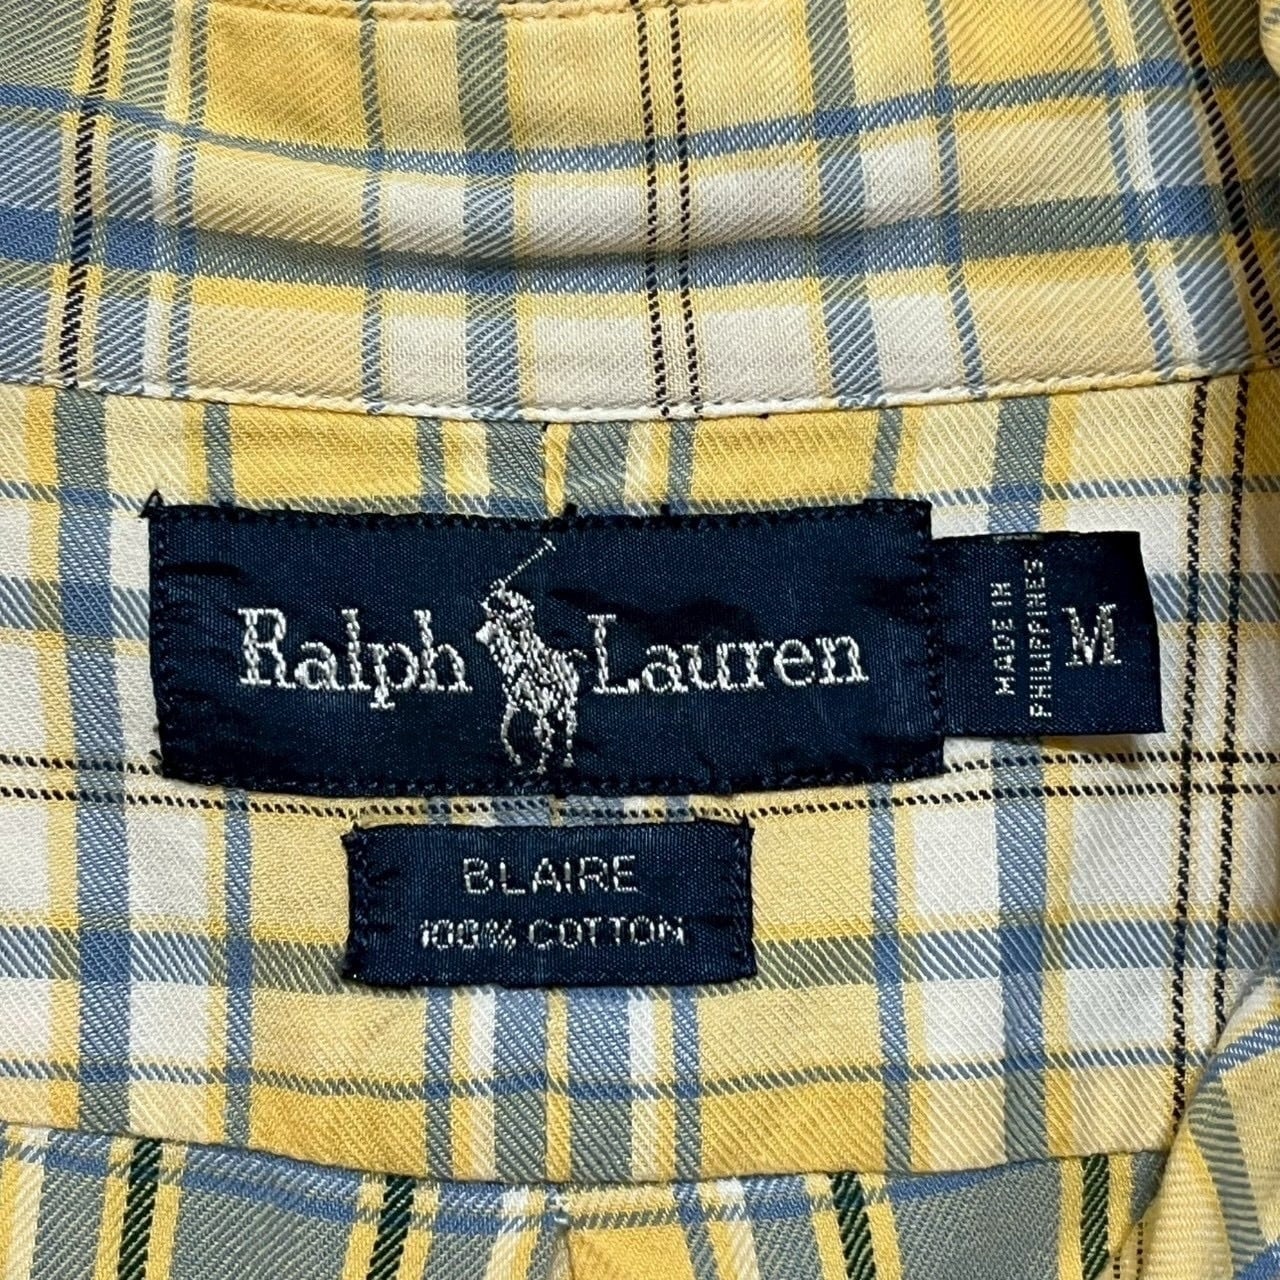 Ralph Lauren
MADE IN
PHILIPPINES
M
BLAIRE
100% COTTON